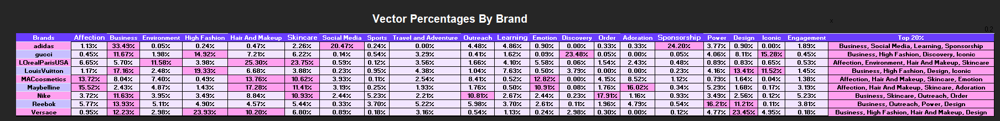 Vector Percentages By Brand
x
0.2
Brands Affection Business Environment High Fashion Hair And Makeup Skincare Social Media Sports Travel and Adventure Outreach Learning Emotion Discovery Order Adoration Sponsorship Power Design Iconic Engagement Top 20%
adidas 1.13% 33.49% 0.05% 0.24% 0.47% 2.26% 20.47% 0.24% 0.00% 4.48% 4.86% 0.90% 0.00% 0.33% 0.33% 24.20% 3.77% 0.90% 0.00% 1.89% Business, Social Media, Learning, Sponsorship
gucci 0.45% 11.67% 1.98% 14.92% 7.21% 6.22% 0.14% 0.54% 3.29% 0.41% 1.62% 0.09% 23.48% 0.05% 0.00% 0.05% 4.06% 8.11% 15.28% 0.45% Business, High Fashion, Discovery, Iconic
LOrealParisUSA 6.65% 5.70% 11.58% 3.98% 25.30% 23.75% 0.59% 0.12% 3.56% 1.66% 4.10% 5.58% 0.06% 1.54% 2.43% 0.48% 0.89% 0.83% 0.65% 0.53% Affection, Environment, Hair And Makeup, Skincare
LouisVuitton 1.17% 17.16% 2.48% 19.33% 6.68% 3.88% 0.23% 0.95% 4.38% 1.04% 7.63% 0.50% 3.79% 0.00% 0.00% 0.23% 4.16% 13.41% 11.52% 1.45% Business, High Fashion, Design, Iconic
MACcosmetics 13.72% 8.04% 7.40% 0.49% 13.76% 10.62% 3.93% 0.11% 2.54% 8.41% 0.52% 12.82% 0.00% 4.15% 8.52% 1.12% 0.79% 1.64% 0.04% 1.38% Affection, Hair And Makeup, Skincare, Emotion
Maybelline 15.52% 2.43% 4.87% 1.43% 17.28% 11.41% 3.19% 0.25% 1.93% 1.76% 0.50% 10.91% 0.08% 1.76% 16.02% 0.34% 5.29% 1.68% 0.17% 3.19% Affection, Hair And Makeup, Skincare, Adoration
Nike 3.72% 11.63% 3.95% 3.49% 8.84% 10.93% 2.44% 5.23% 2.21% 10.81% 2.67% 2.44% 0.23% 17.91% 1.16% 0.93% 3.49% 2.56% 0.12% 5.23% Business, Skincare, Outreach, Order
Reebok 5.77% 13.93% 5.11% 4.90% 4.57% 5.44% 0.33% 3.70% 5.22% 5.98% 3.70% 2.61% 0.11% 1.96% 4.79% 0.54% 16.21% 11.21% 0.11% 3.81% Business, Outreach, Power, Design
Versace 0.95% 12.23% 2.98% 23.93% 10.20% 6.80% 0.89% 0.18% 3.16% 0.54% 1.13% 0.24% 2.98% 0.30% 0.00% 0.12% 4.77% 23.45% 4.95% 0.18% Business, High Fashion, Hair And Makeup, Design